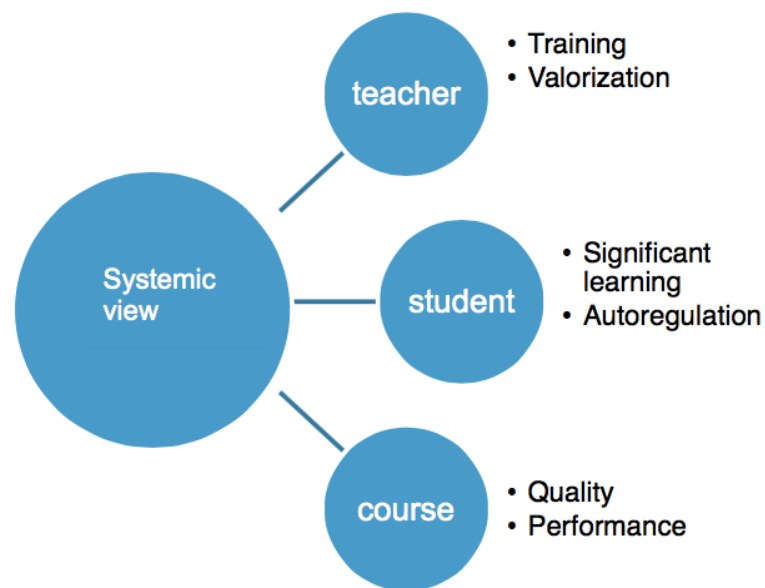 teacher
• Training
• Valorization
Systemic
view
student
• Significant
learning
• Autoregulation
course
• Quality
• Performance